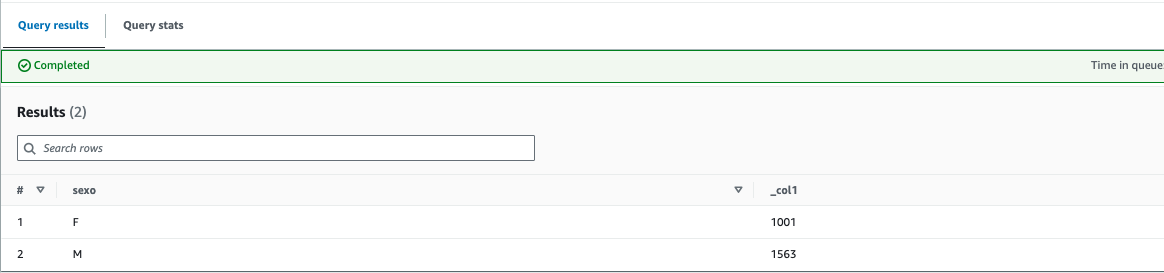 Query results Query stats
Completed Time in queue:
Results (2)
Search rows
# sexo _col1
1 F 1001
2 M 1563